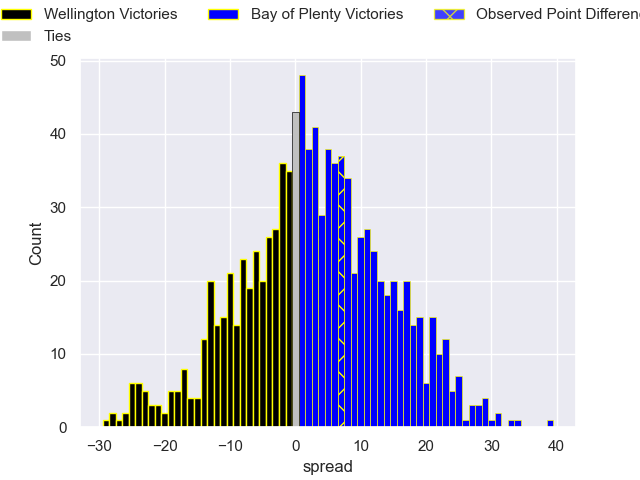 Wellington Victories
Bay of Plenty Victories
Observed Point Differen
Ties
50
40
30
20
10
0
Count
−30
−20
−10
0
10
20
30
40
spread